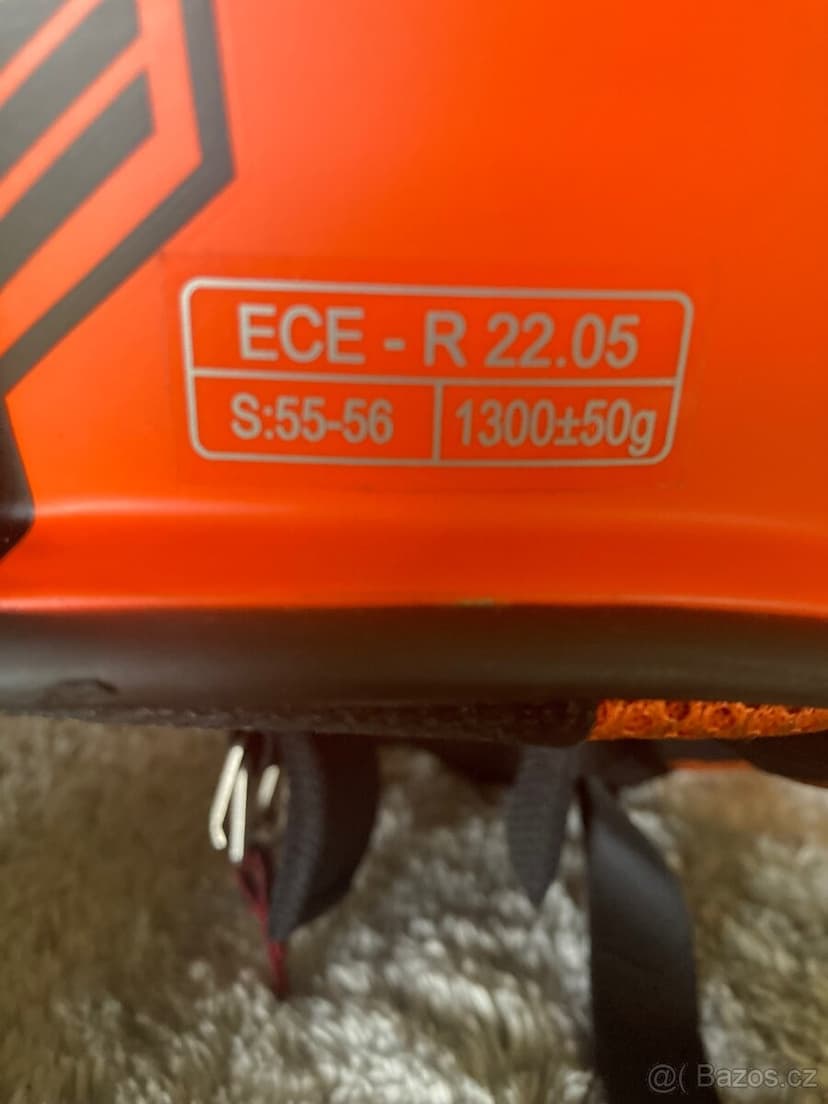 ECE - R 22.05
S:55-56 1300±50g
@( Bazos.cz